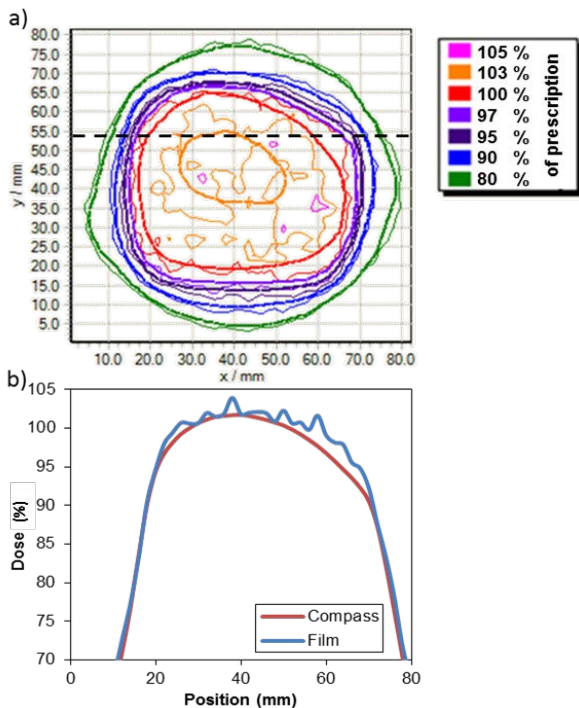 a)
80.0
75.0
70.0
65.0
60.0
55.0
50.0
45.0
40.0
35.0
30.0
25.0
20.0
15.0
10.0
5.0
y / mm
10.0 20.0 30.0 40.0 50.0 60.0 70.0 80.0
x / mm
105 %
103 %
100 %
97 %
95 %
90 %
80 %
of prescription
b)
105
100
95
90
85
80
75
70
Dose (%)
0 20 40 60 80
Position (mm)
Compass
Film